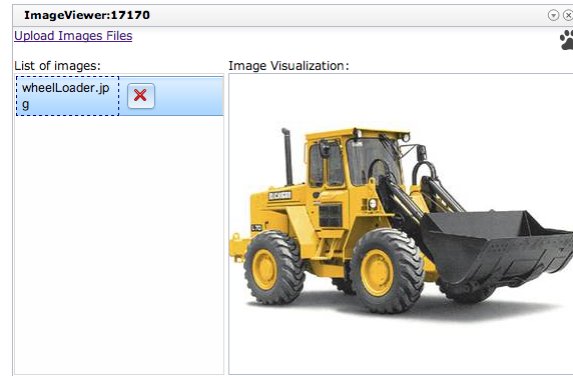 ImageViewer:17170
Upload Images Files
List of images:
Image Visualization:
wheelLoader.jp
g